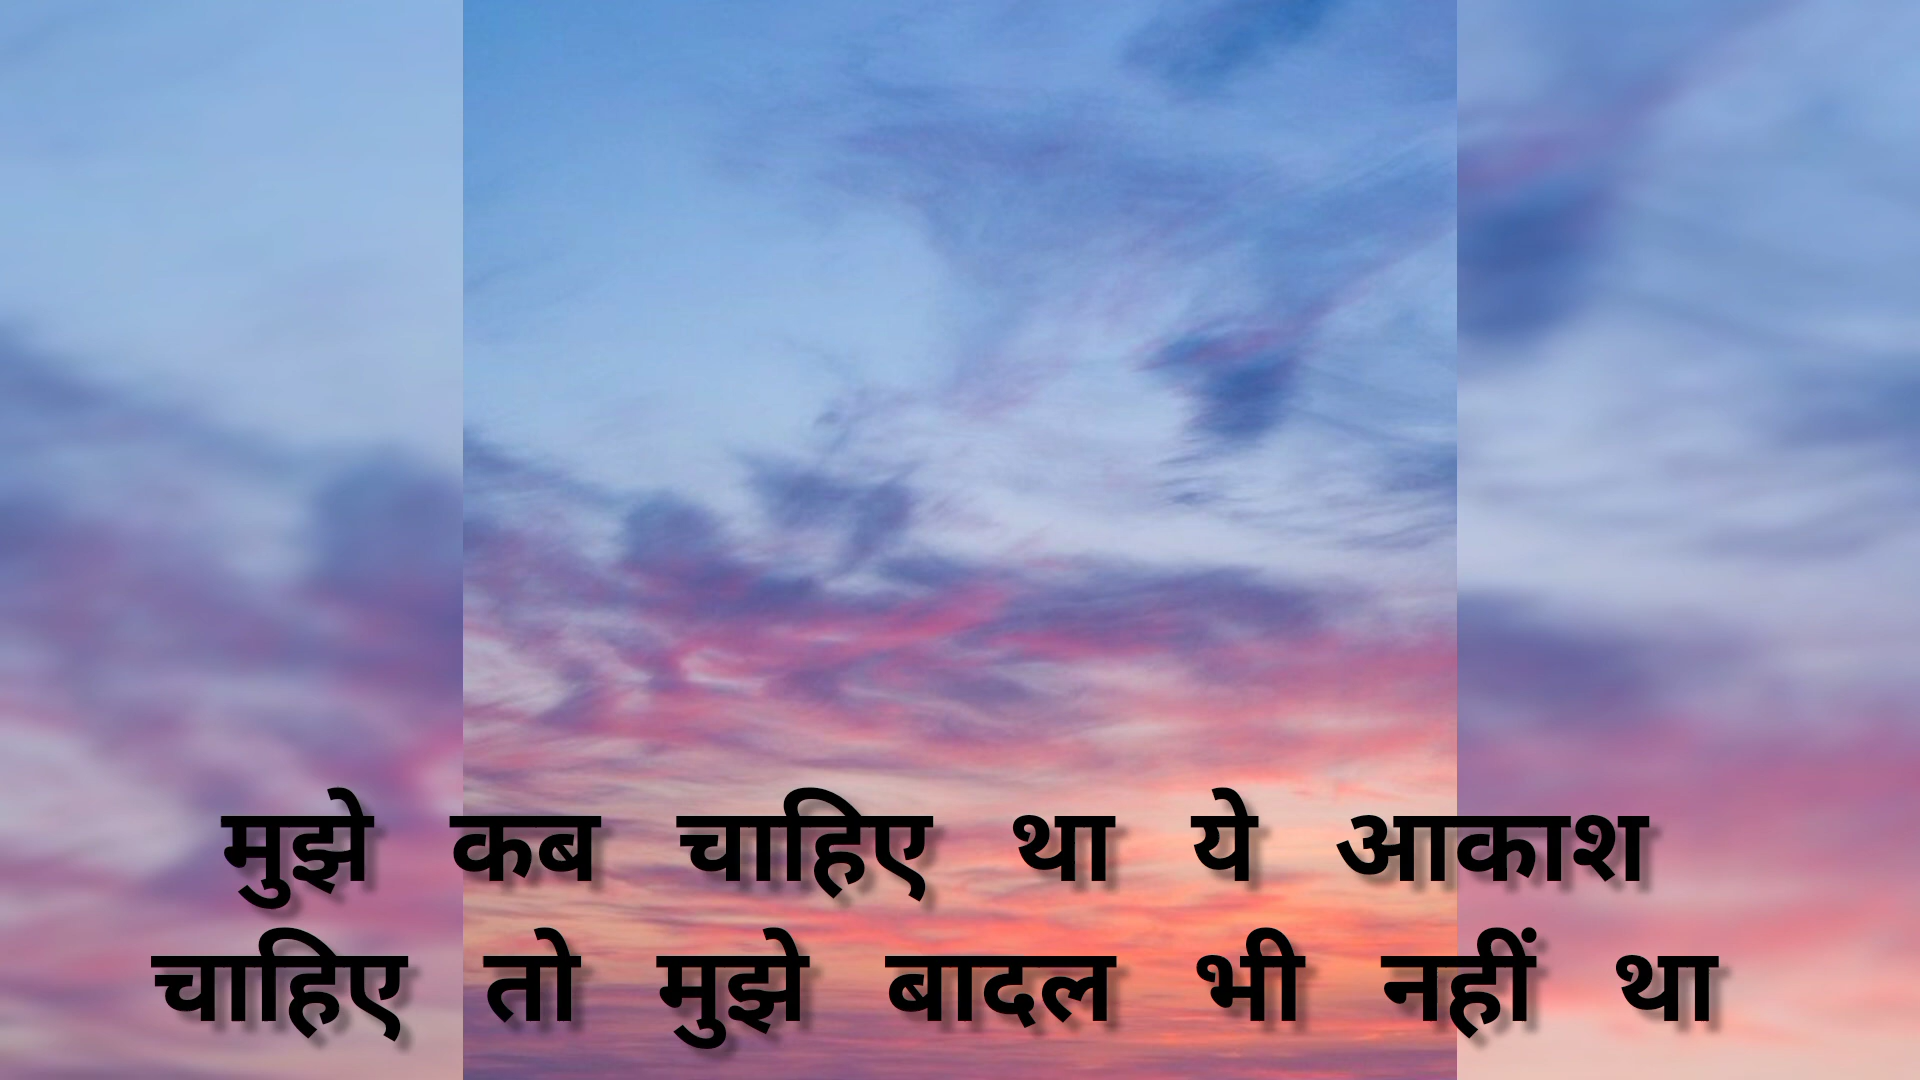 मुझे कब चाहिए था ये आकाश
चाहिए तो मुझे बादल भी नहीं था